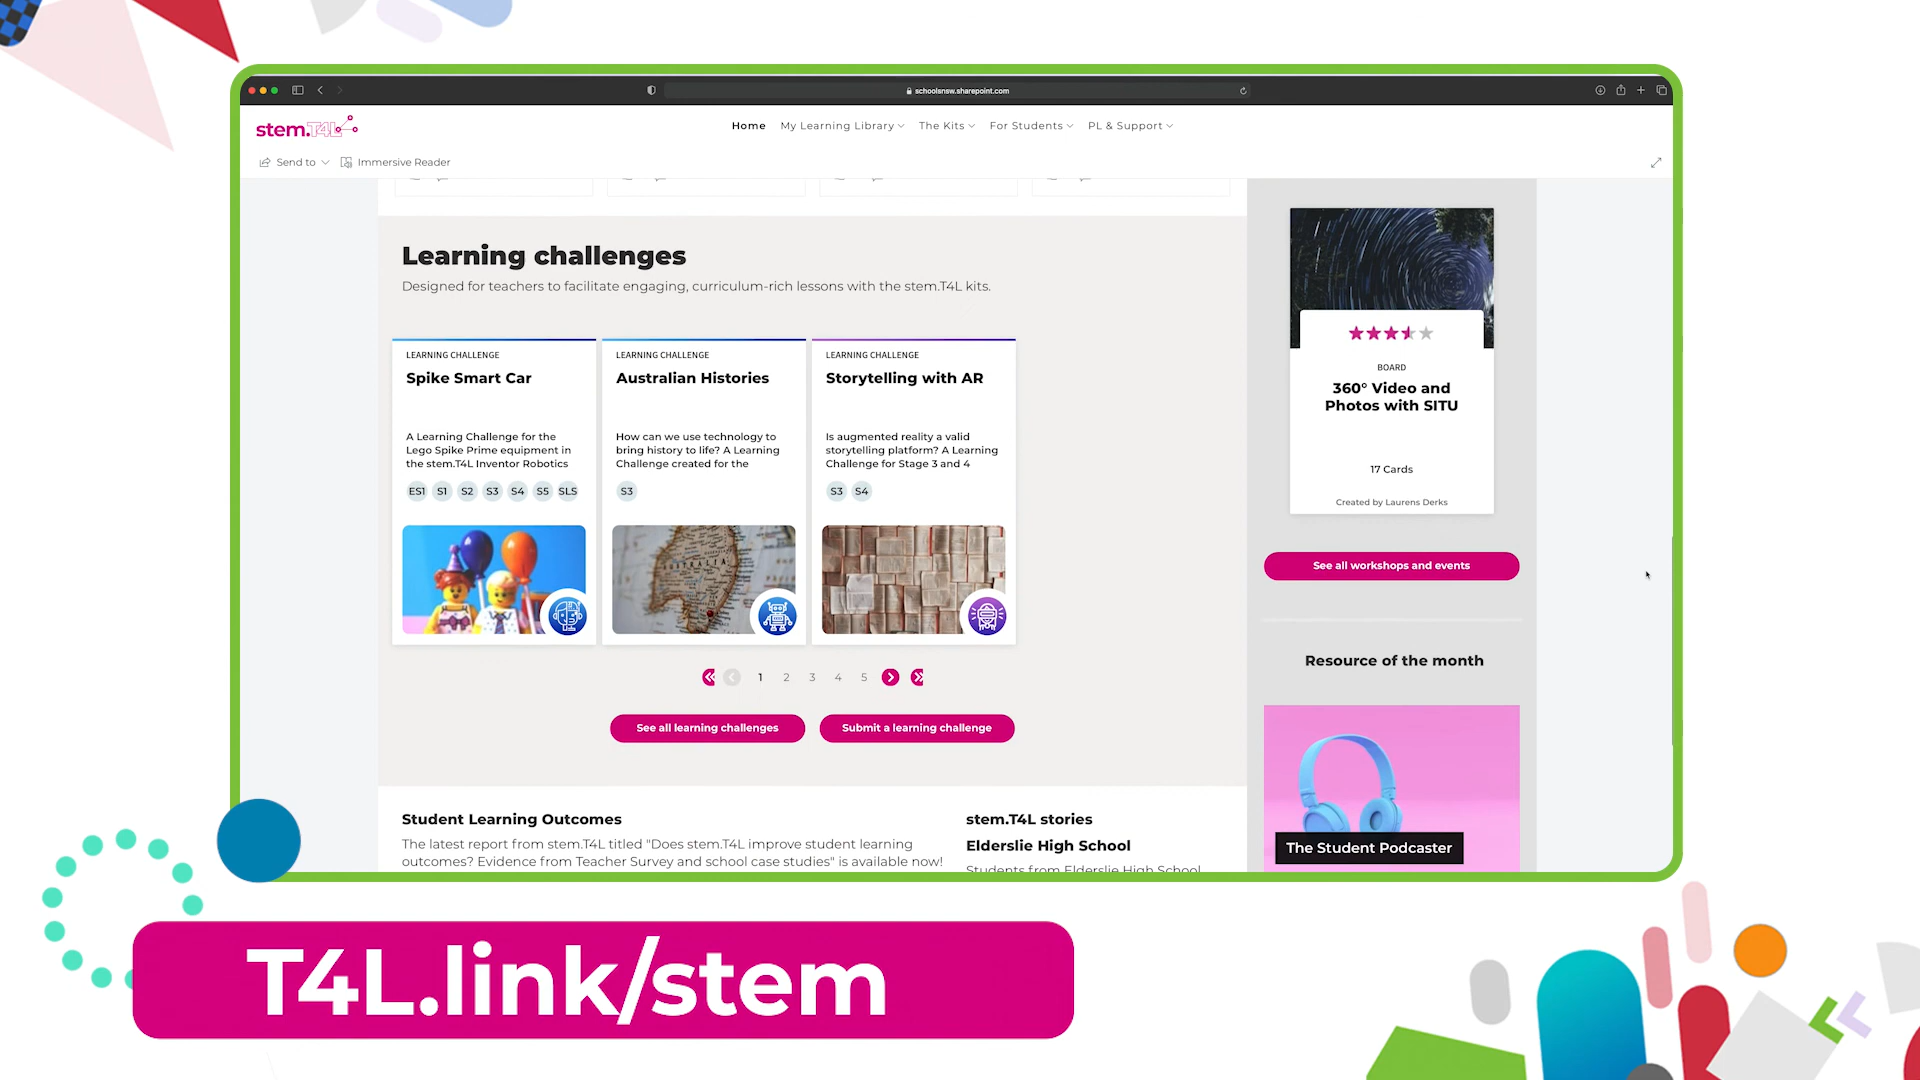 schoolsnsw.sharepoint.com
stem.T4L
Home My Learning Library The Kits For Students PL & Support
Send to Immersive Reader
Learning challenges
Designed for teachers to facilitate engaging, curriculum-rich lessons with the stem.T4L kits.
LEARNING CHALLENGE
Spike Smart Car
A Learning Challenge for the
Lego Spike Prime equipment in
the stem.T4L Inventor Robotics
ES1 S1 S2 S3 S4 S5 SLS
LEARNING CHALLENGE
Australian Histories
How can we use technology to
bring history to life? A Learning
Challenge created for the
S3
AUSTRALIA
LEARNING CHALLENGE
Storytelling with AR
Is augmented reality a valid
storytelling platform? A Learning
Challenge for Stage 3 and 4
S3 S4
1 2 3 4 5
See all learning challenges Submit a learning challenge
BOARD
360° Video and
Photos with SITU
17 Cards
Created by Laurens Derks
See all workshops and events
Resource of the month
The Student Podcaster
Student Learning Outcomes
The latest report from stem.T4L titled "Does stem.T4L improve student learning
outcomes? Evidence from Teacher Survey and school case studies" is available now!
stem.T4L stories
Elderslie High School
Students from Elderslie High School
T4L.link/stem